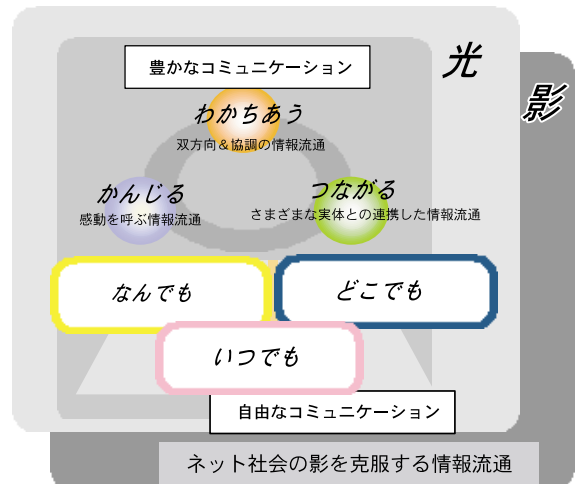 光
影
豊かなコミュニケーション
わかちあう
双方向＆協調の情報流通
かんじる
感動を呼ぶ情報流通
つながる
さまざまな実体との連携した情報流通
なんでも
どこでも
いつでも
自由なコミュニケーション
ネット社会の影を克服する情報流通